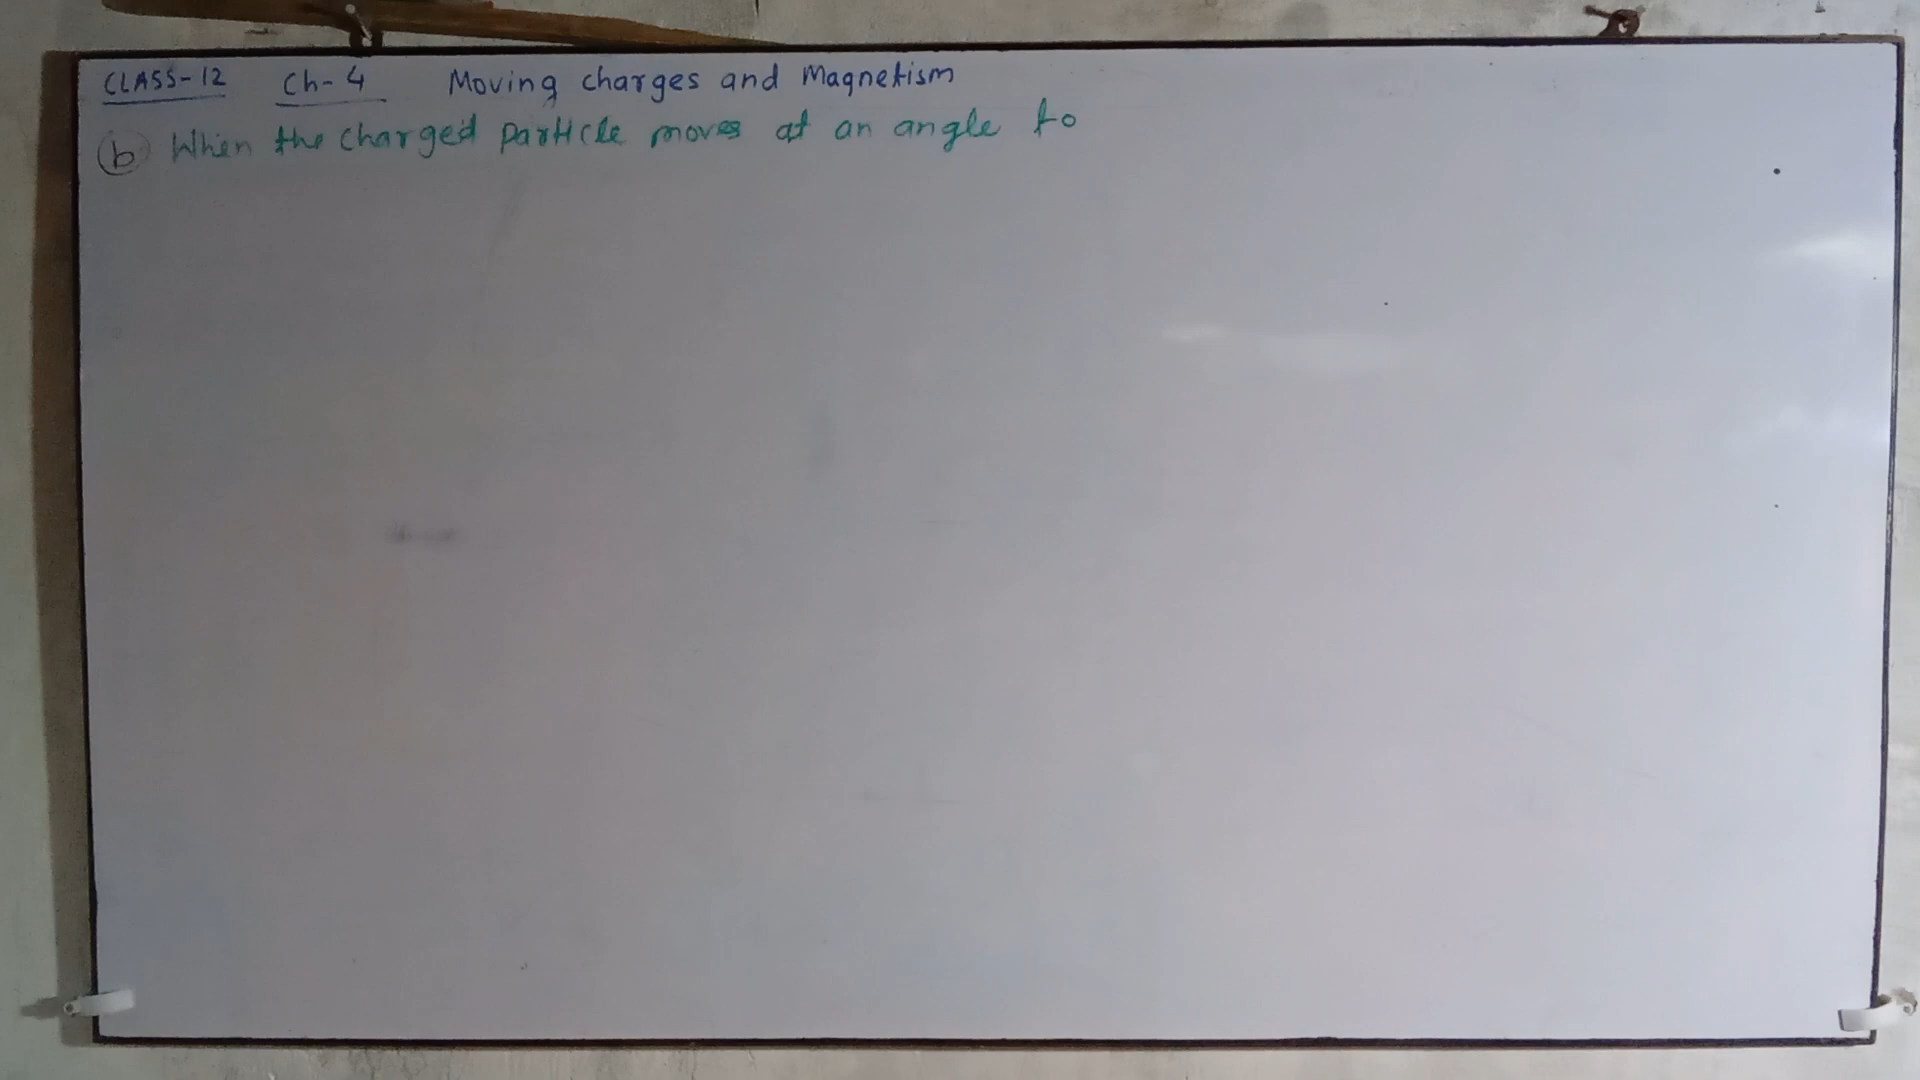 CLASS-12 Ch-4 Moving charges and Magnetism
(b) When the charged particle moves at an angle to